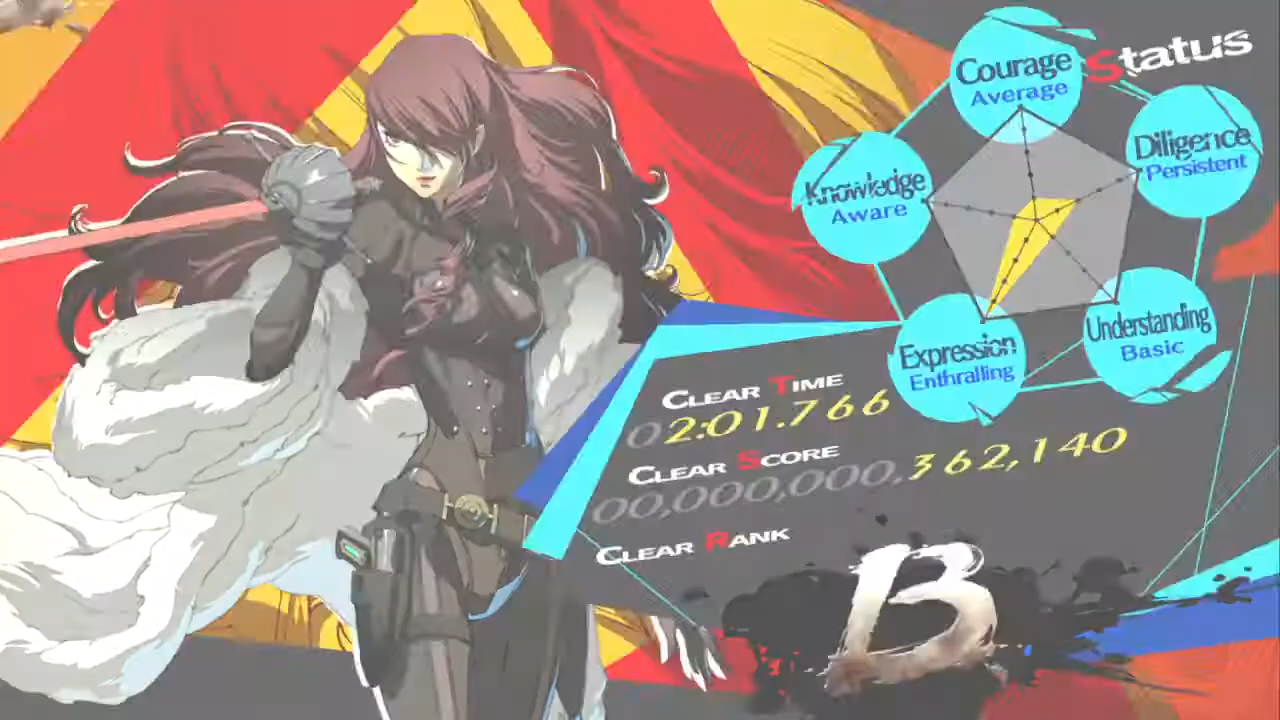 Status
Courage
Average
Diligence
Persistent
Knowledge
Aware
Expression
Enthralling
Understanding
Basic
CLEAR TIME
02:01.766
CLEAR SCORE
00,000,000,362,140
CLEAR RANK
B